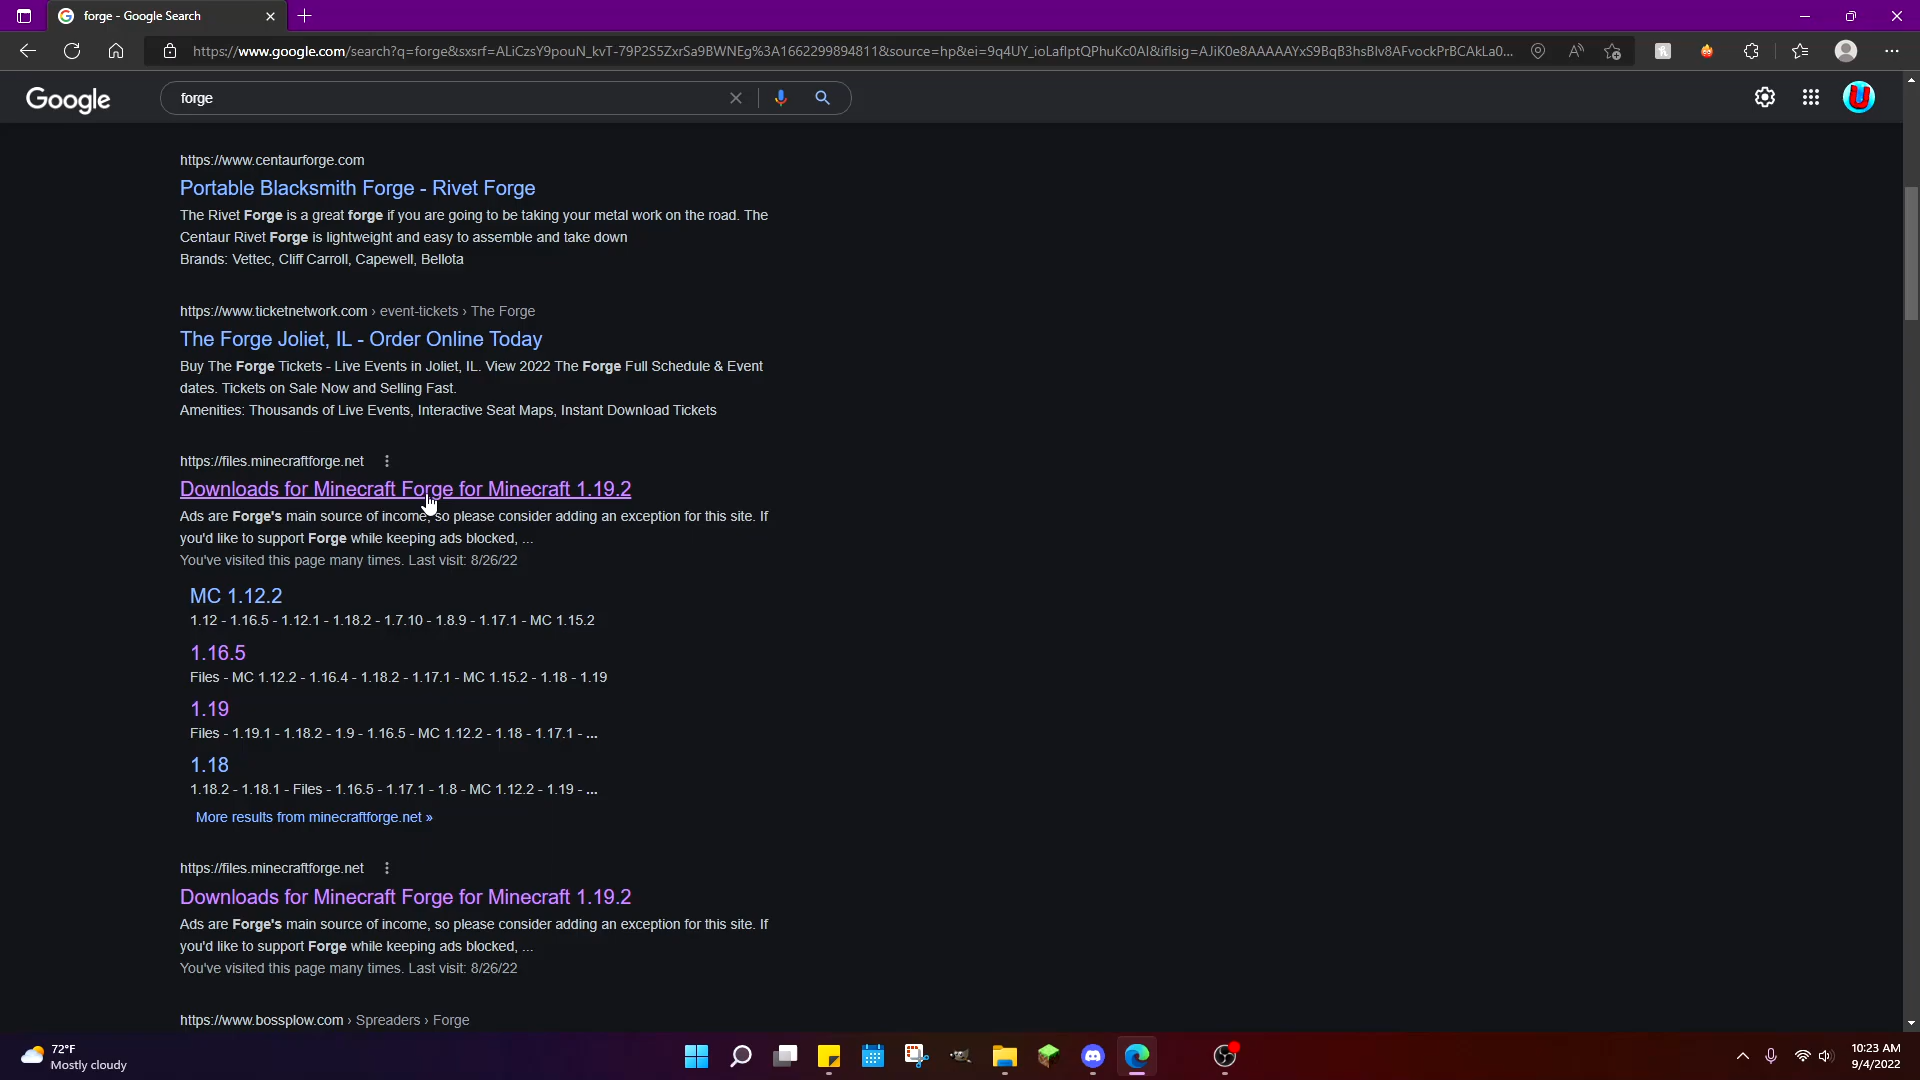 forge - Google Search
https://www.google.com/search?q=forge&sxsrf=ALiCzsY9pouN_kvT-79P2S5ZxrSa9BWNEg%3A1662299894811&source=hp&ei=9q4UY_ioLaflptQPhuKc0AI&iflsig=AJiK0e8AAAAAYxS9BqB3hsBlv8AFvockPrBCAkLa0...
Google
forge
U
https://www.centaurforge.com
Portable Blacksmith Forge - Rivet Forge
The Rivet Forge is a great forge if you are going to be taking your metal work on the road. The
Centaur Rivet Forge is lightweight and easy to assemble and take down
Brands: Vettec, Cliff Carroll, Capewell, Bellota
https://www.ticketnetwork.com › event-tickets › The Forge
The Forge Joliet, IL - Order Online Today
Buy The Forge Tickets - Live Events in Joliet, IL. View 2022 The Forge Full Schedule & Event
dates. Tickets on Sale Now and Selling Fast.
Amenities: Thousands of Live Events, Interactive Seat Maps, Instant Download Tickets
https://files.minecraftforge.net
Downloads for Minecraft Forge for Minecraft 1.19.2
Ads are Forge's main source of income, so please consider adding an exception for this site. If
you'd like to support Forge while keeping ads blocked, ...
You've visited this page many times. Last visit: 8/26/22
MC 1.12.2
1.12 - 1.16.5 - 1.12.1 - 1.18.2 - 1.7.10 - 1.8.9 - 1.17.1 - MC 1.15.2
1.16.5
Files - MC 1.12.2 - 1.16.4 - 1.18.2 - 1.17.1 - MC 1.15.2 - 1.18 - 1.19
1.19
Files - 1.19.1 - 1.18.2 - 1.9 - 1.16.5 - MC 1.12.2 - 1.18 - 1.17.1 - ...
1.18
1.18.2 - 1.18.1 - Files - 1.16.5 - 1.17.1 - 1.8 - MC 1.12.2 - 1.19 - ...
More results from minecraftforge.net »
https://files.minecraftforge.net
Downloads for Minecraft Forge for Minecraft 1.19.2
Ads are Forge's main source of income, so please consider adding an exception for this site. If
you'd like to support Forge while keeping ads blocked, ...
You've visited this page many times. Last visit: 8/26/22
https://www.bossplow.com › Spreaders › Forge
72°F
Mostly cloudy
10:23 AM
9/4/2022